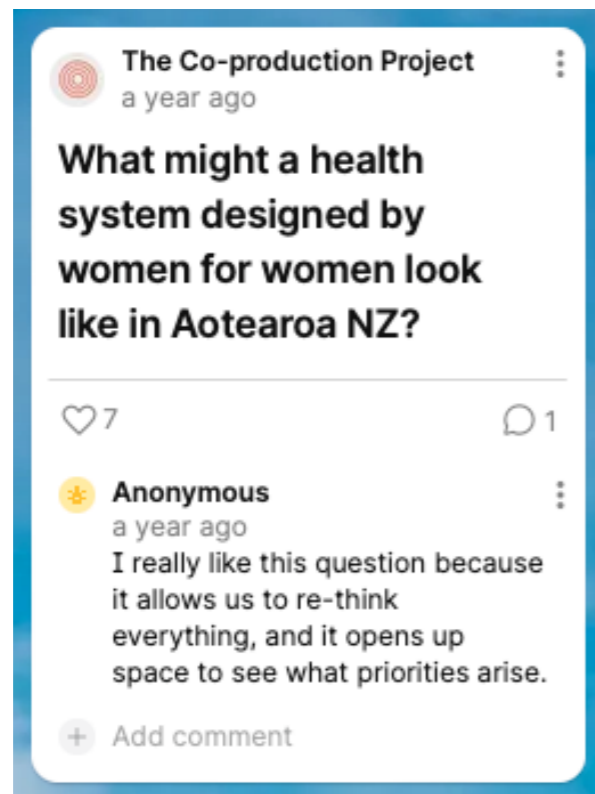 The Co-production Project
a year ago
What might a health
system designed by
women for women look
like in Aotearoa NZ?
7
1
Anonymous
a year ago
I really like this question because
it allows us to re-think
everything, and it opens up
space to see what priorities arise.
Add comment